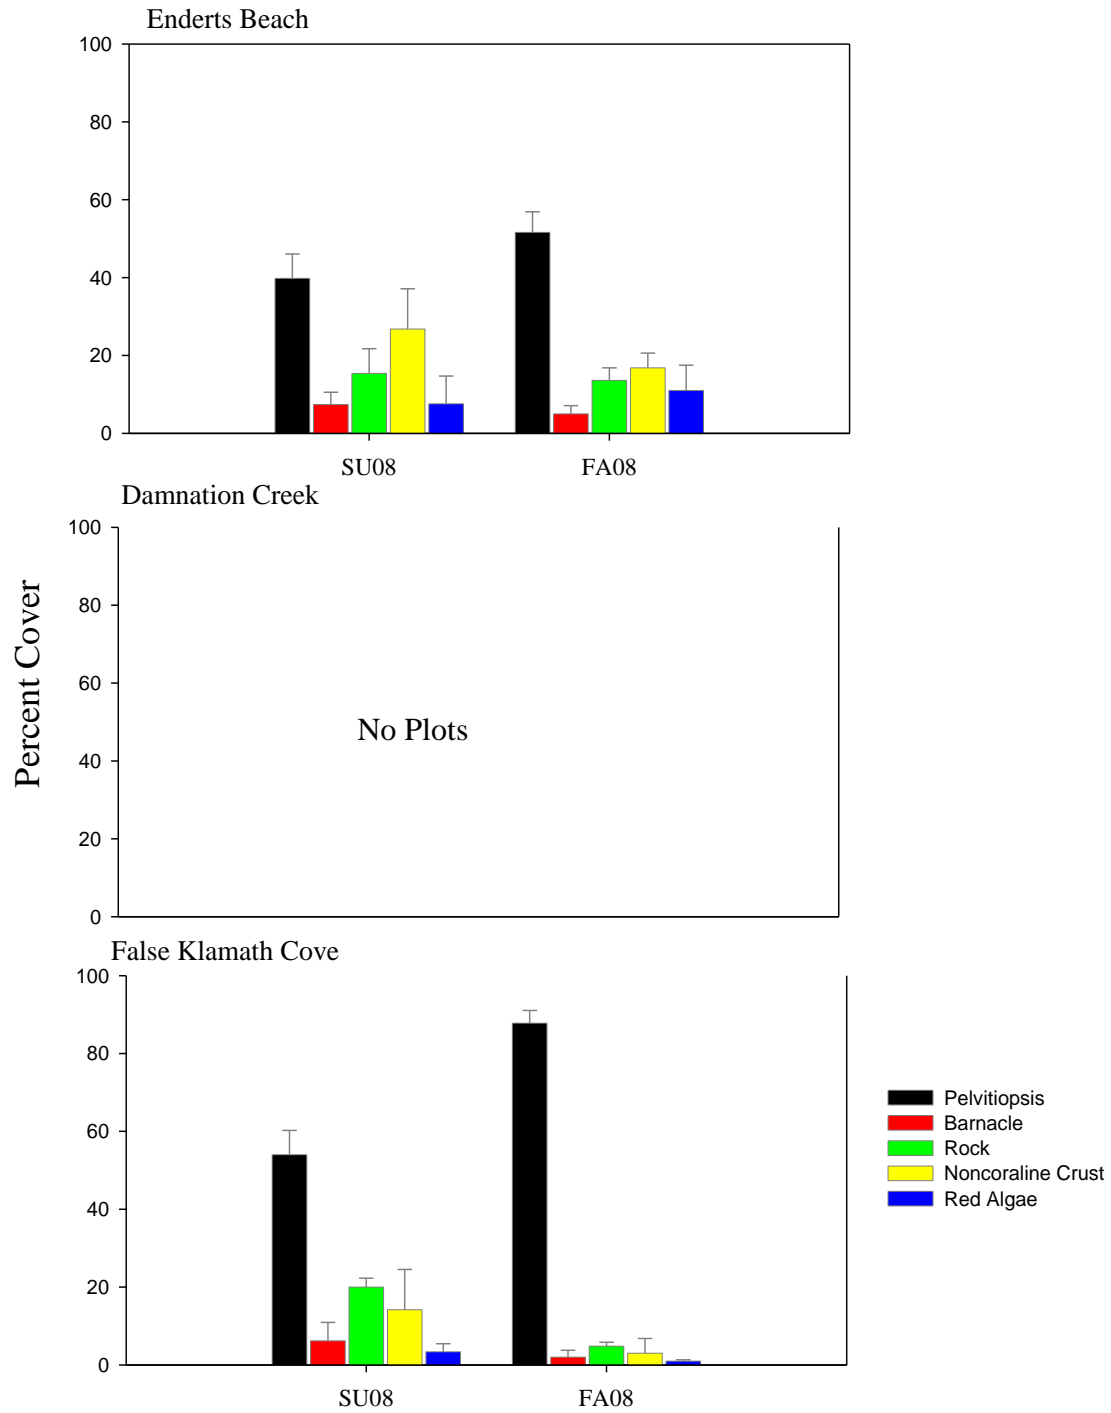 Enderts Beach
100
80
60
40
20
0
SU08 FA08
Damnation Creek
100
80
60
40
20
0
No Plots
Percent Cover
False Klamath Cove
100
80
60
40
20
0
SU08 FA08
Pelvitiopsis
Barnacle
Rock
Noncoraline Crust
Red Algae